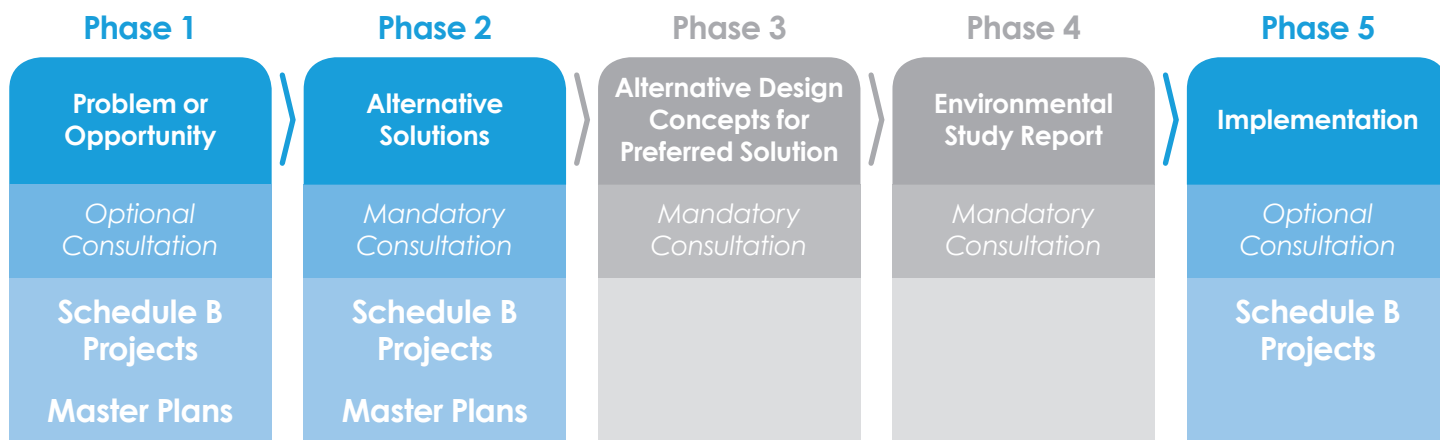 Phase 1
Phase 2
Phase 3
Phase 4
Phase 5
Problem or
Opportunity
Alternative
Solutions
Alternative Design
Concepts for
Preferred Solution
Environmental
Study Report
Implementation
Optional
Consultation
Mandatory
Consultation
Mandatory
Consultation
Mandatory
Consultation
Optional
Consultation
Schedule B
Projects
Master Plans
Schedule B
Projects
Master Plans
Schedule B
Projects